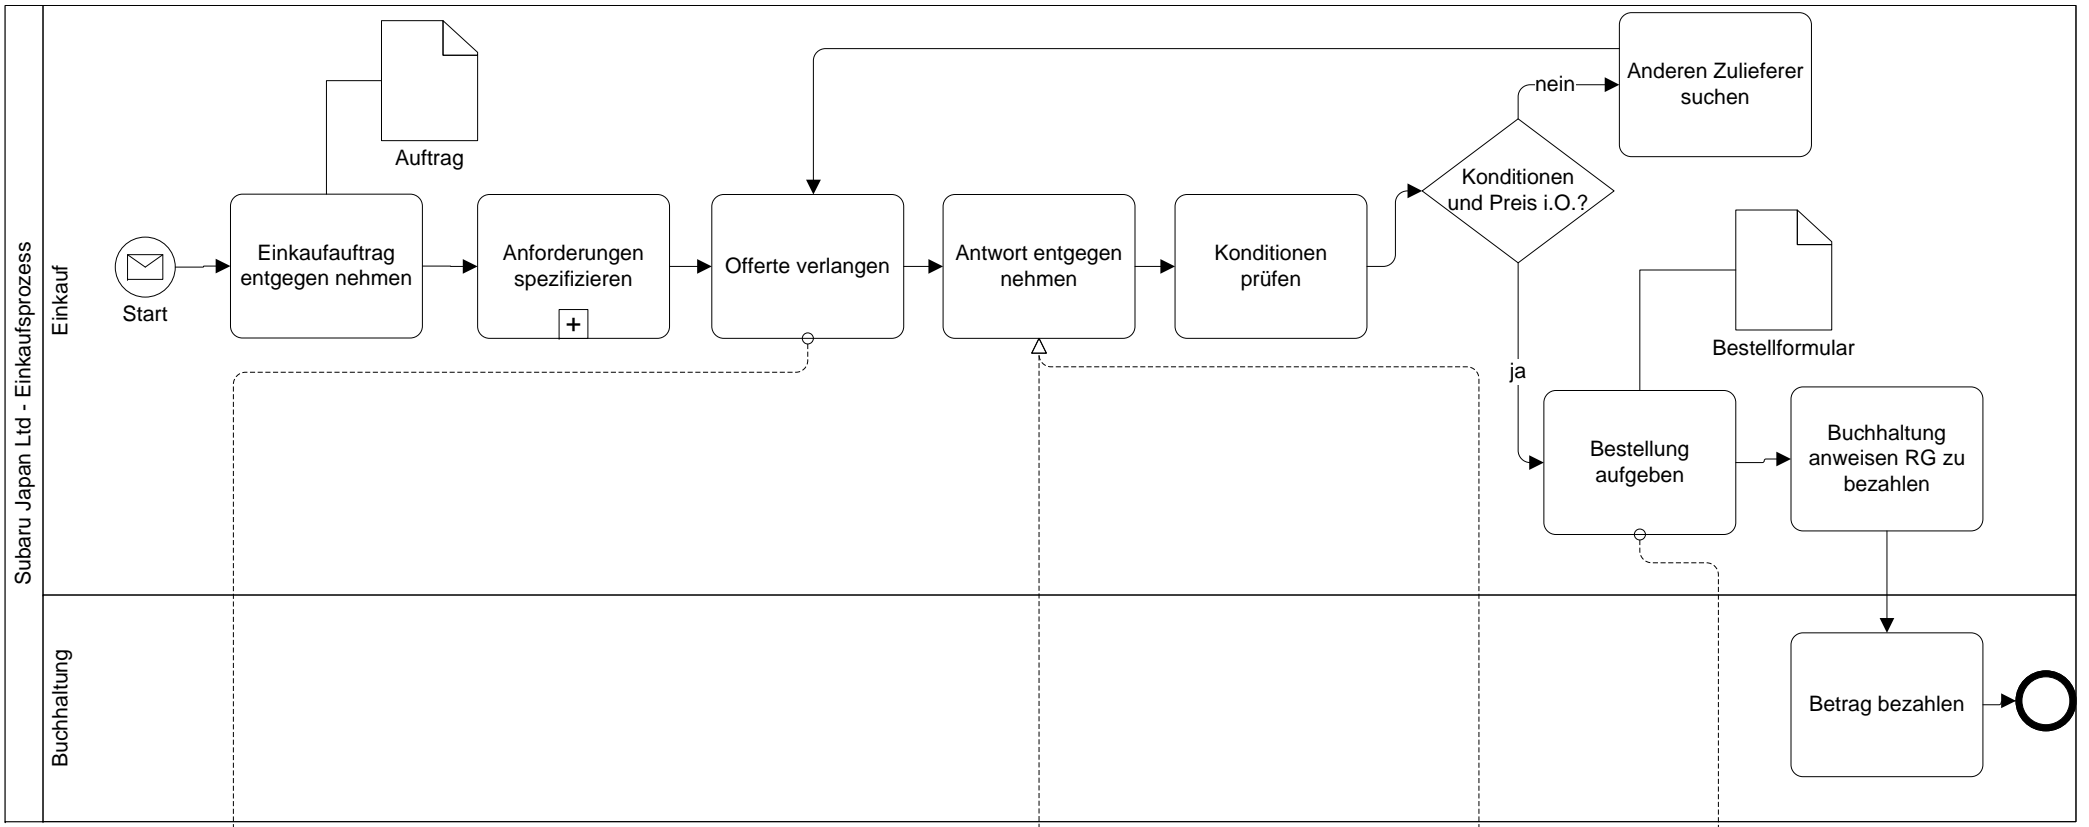 Subaru Japan Ltd - Einkaufsprozess
Einkauf
Start
Auftrag
Einkaufauftrag
entgegen nehmen
Anforderungen
spezifizieren
+
Offerte verlangen
Antwort entgegen
nehmen
Konditionen
prüfen
Konditionen
und Preis i.O.?
nein
Anderen Zulieferer
suchen
ja
Bestellformular
Bestellung
aufgeben
Buchhaltung
anweisen RG zu
bezahlen
Buchhaltung
Betrag bezahlen